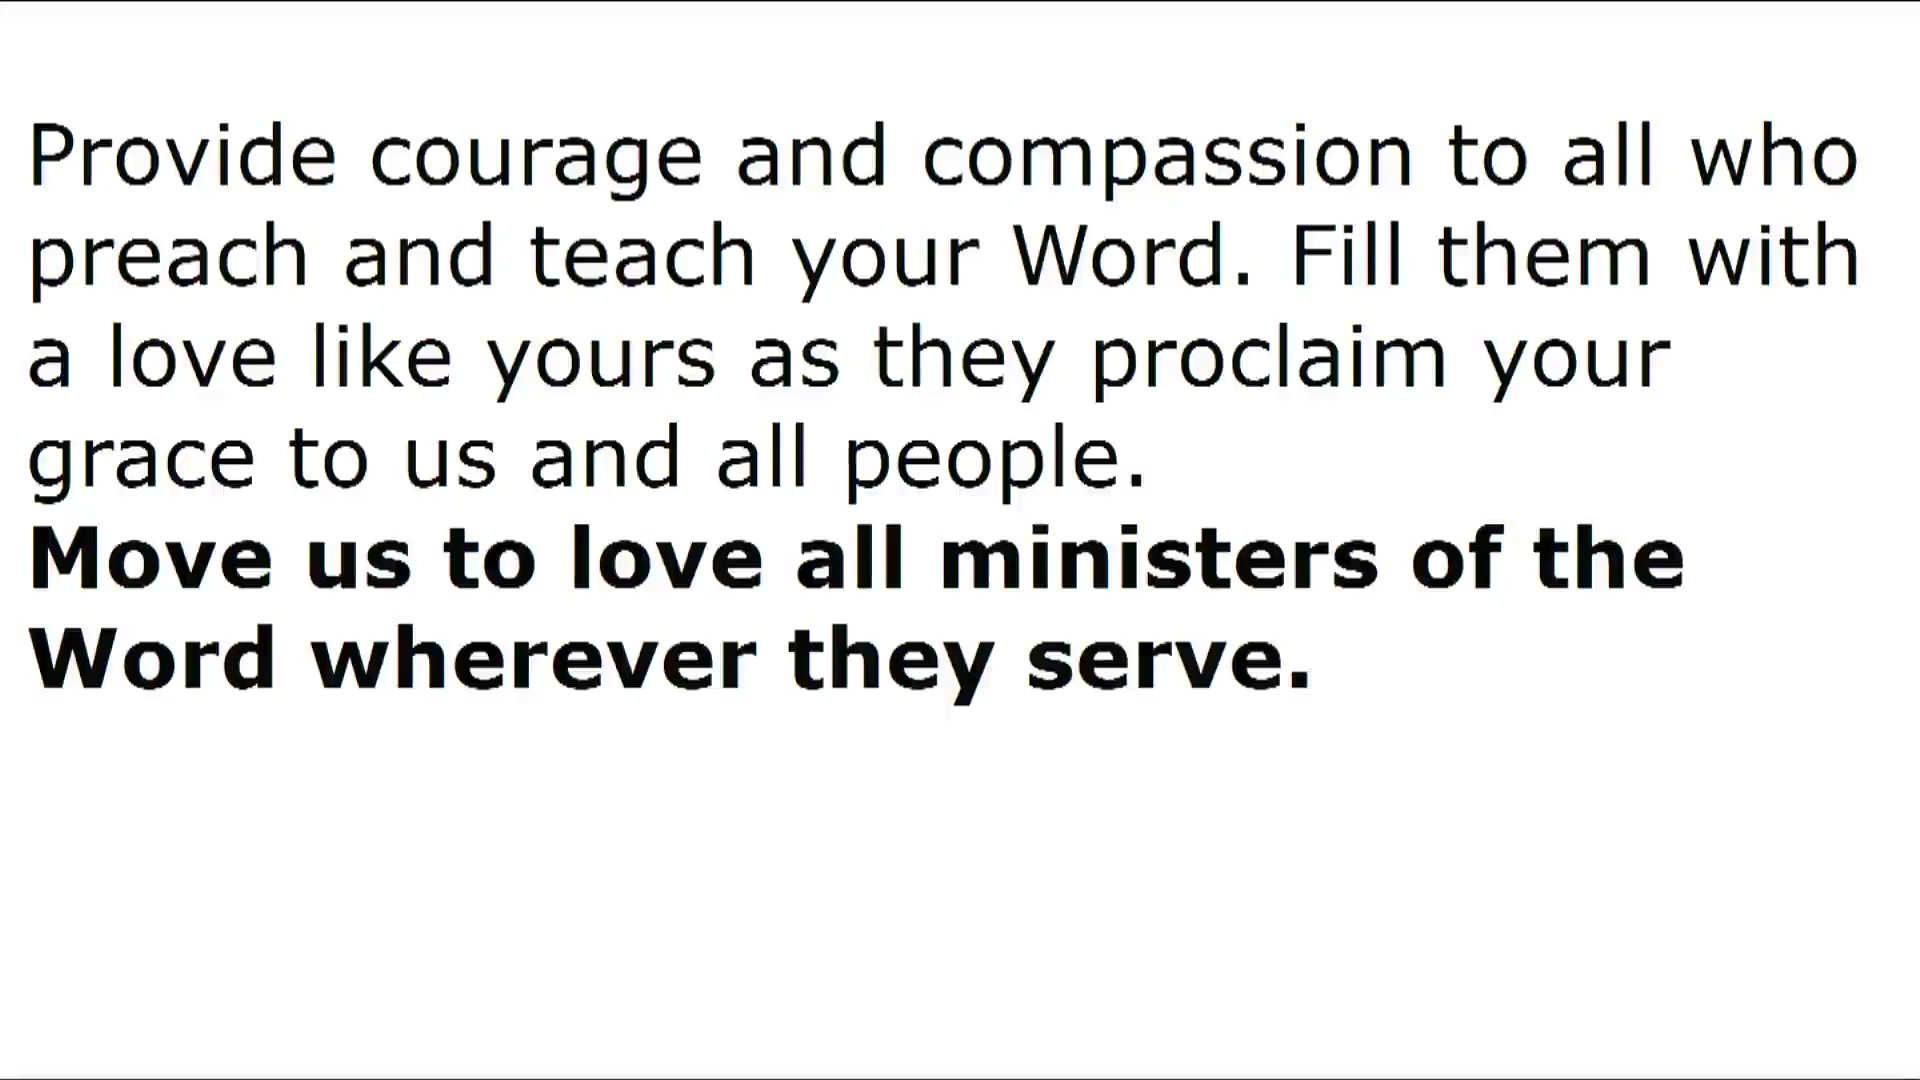 Provide courage and compassion to all who
preach and teach your Word. Fill them with
a love like yours as they proclaim your
grace to us and all people.
Move us to love all ministers of the
Word wherever they serve.